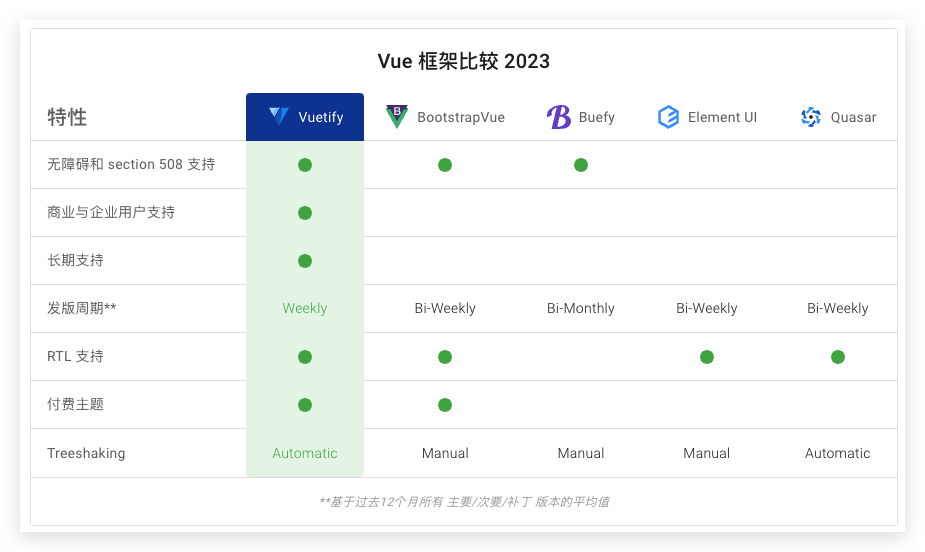 Vue 框架比较 2023
特性 Vuetify BootstrapVue Buefy Element UI Quasar
无障碍和 section 508 支持
商业与企业用户支持
长期支持
发版周期** Weekly Bi-Weekly Bi-Monthly Bi-Weekly Bi-Weekly
RTL 支持
付费主题
Treeshaking Automatic Manual Manual Manual Automatic
**基于过去12个月所有 主要/次要/补丁 版本的平均值